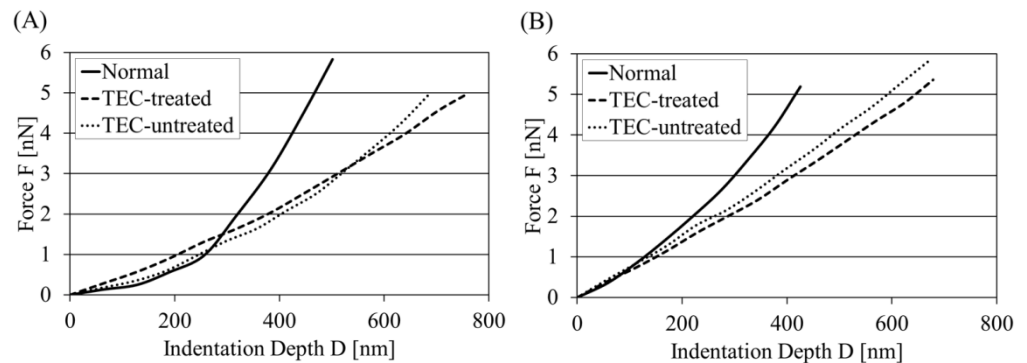 (A)
6
5
4
3
2
1
0
Force F [nN]
Normal
TEC-treated
TEC-untreated
0 200 400 600 800
Indentation Depth D [nm]
(B)
6
5
4
3
2
1
0
Force F [nN]
Normal
TEC-treated
TEC-untreated
0 200 400 600 800
Indentation Depth D [nm]